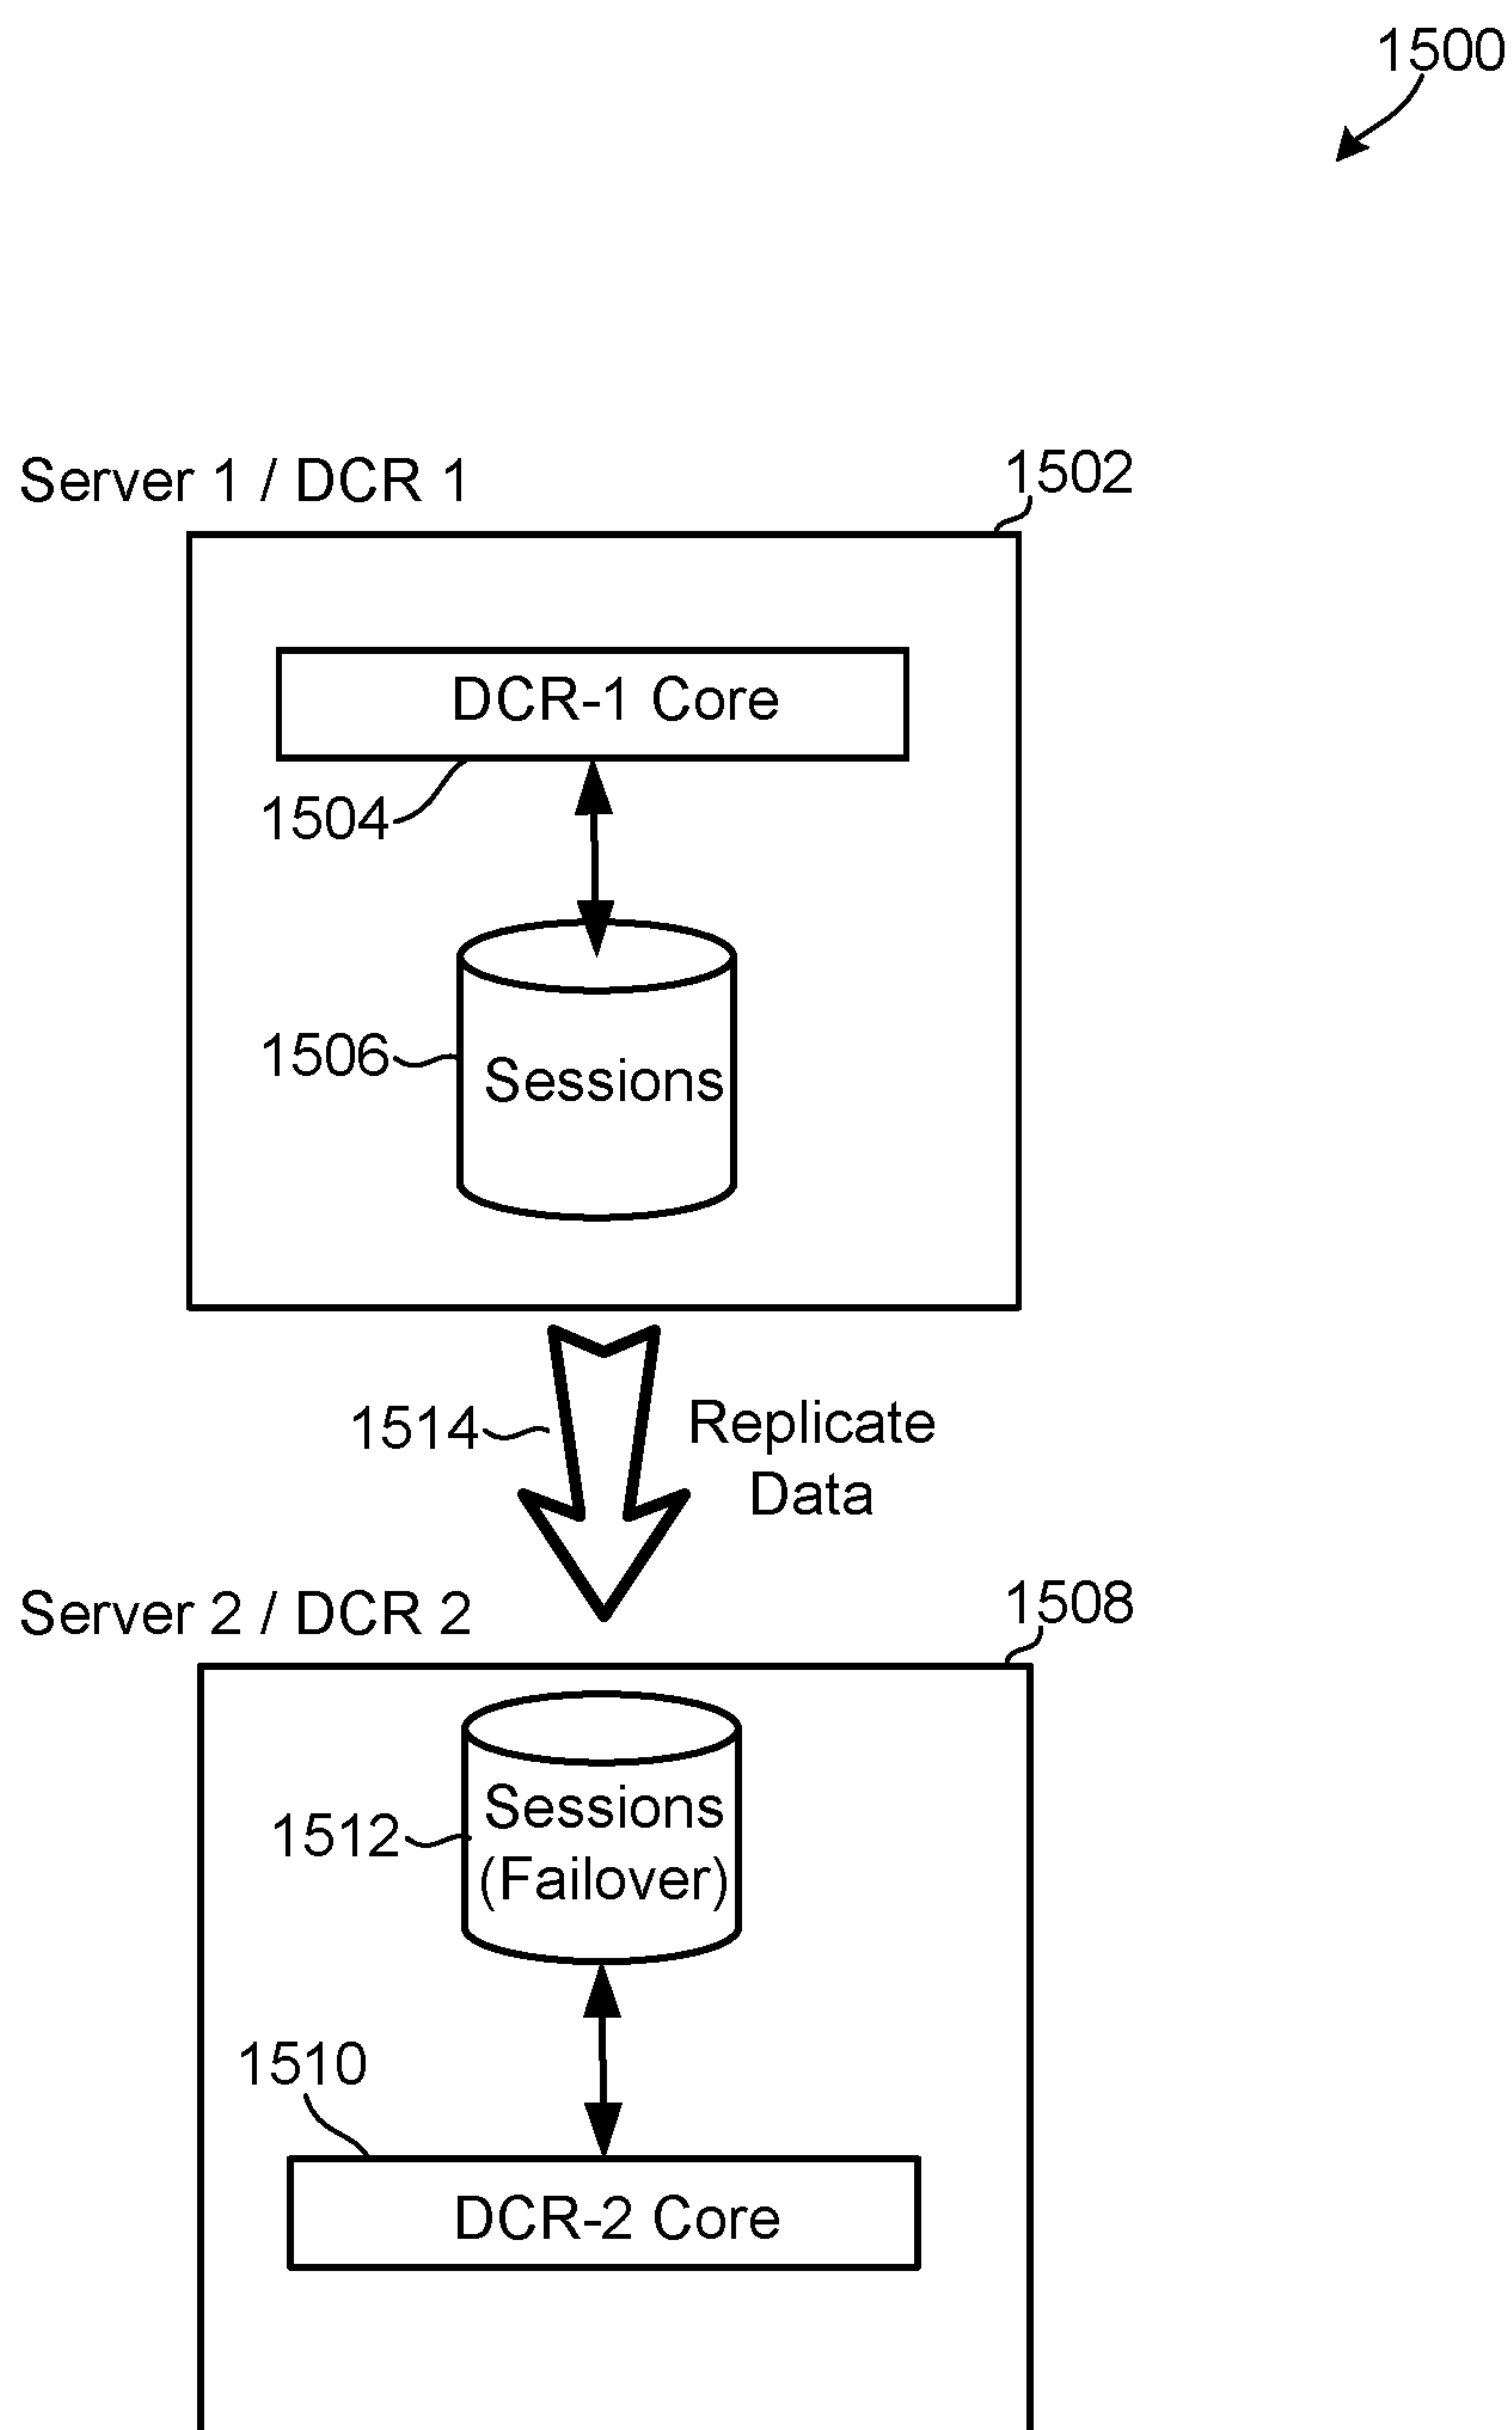 1500
Server 1 / DCR 1
1502
DCR-1 Core
1504
1506
Sessions
1514
Replicate
Data
Server 2 / DCR 2
1508
Sessions
1512
(Failover)
1510
DCR-2 Core